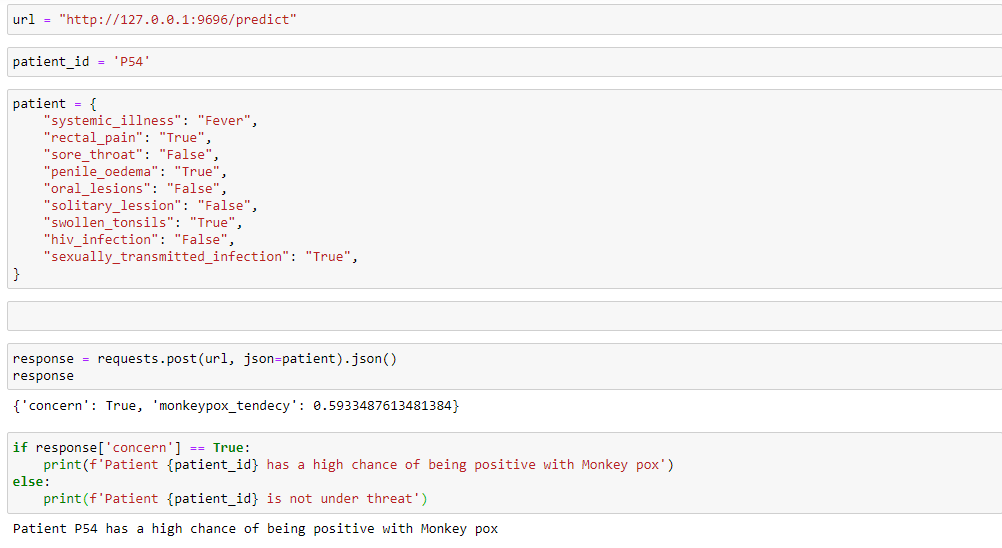 url = "http://127.0.0.1:9696/predict"
patient_id = 'P54'
patient = {
    "systemic_illness": "Fever",
    "rectal_pain": "True",
    "sore_throat": "False",
    "penile_oedema": "True",
    "oral_lesions": "False",
    "solitary_lession": "False",
    "swollen_tonsils": "True",
    "hiv_infection": "False",
    "sexually_transmitted_infection": "True",
}
response = requests.post(url, json=patient).json()
response
{'concern': True, 'monkeypox_tendecy': 0.5933487613481384}
if response['concern'] == True:
    print(f'Patient {patient_id} has a high chance of being positive with Monkey pox')
else:
    print(f'Patient {patient_id} is not under threat')
Patient P54 has a high chance of being positive with Monkey pox